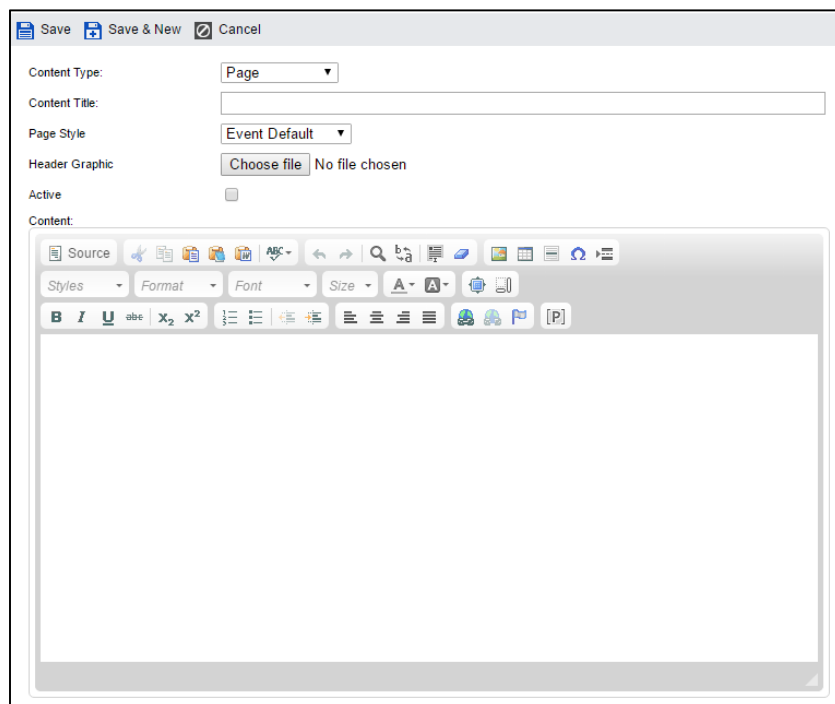 Save Save & New Cancel
Content Type: Page
Content Title:
Page Style Event Default
Header Graphic Choose file No file chosen
Active
Content:
Source ABC
Styles Format Font Size A A
B I U abc X₂ X² [P]